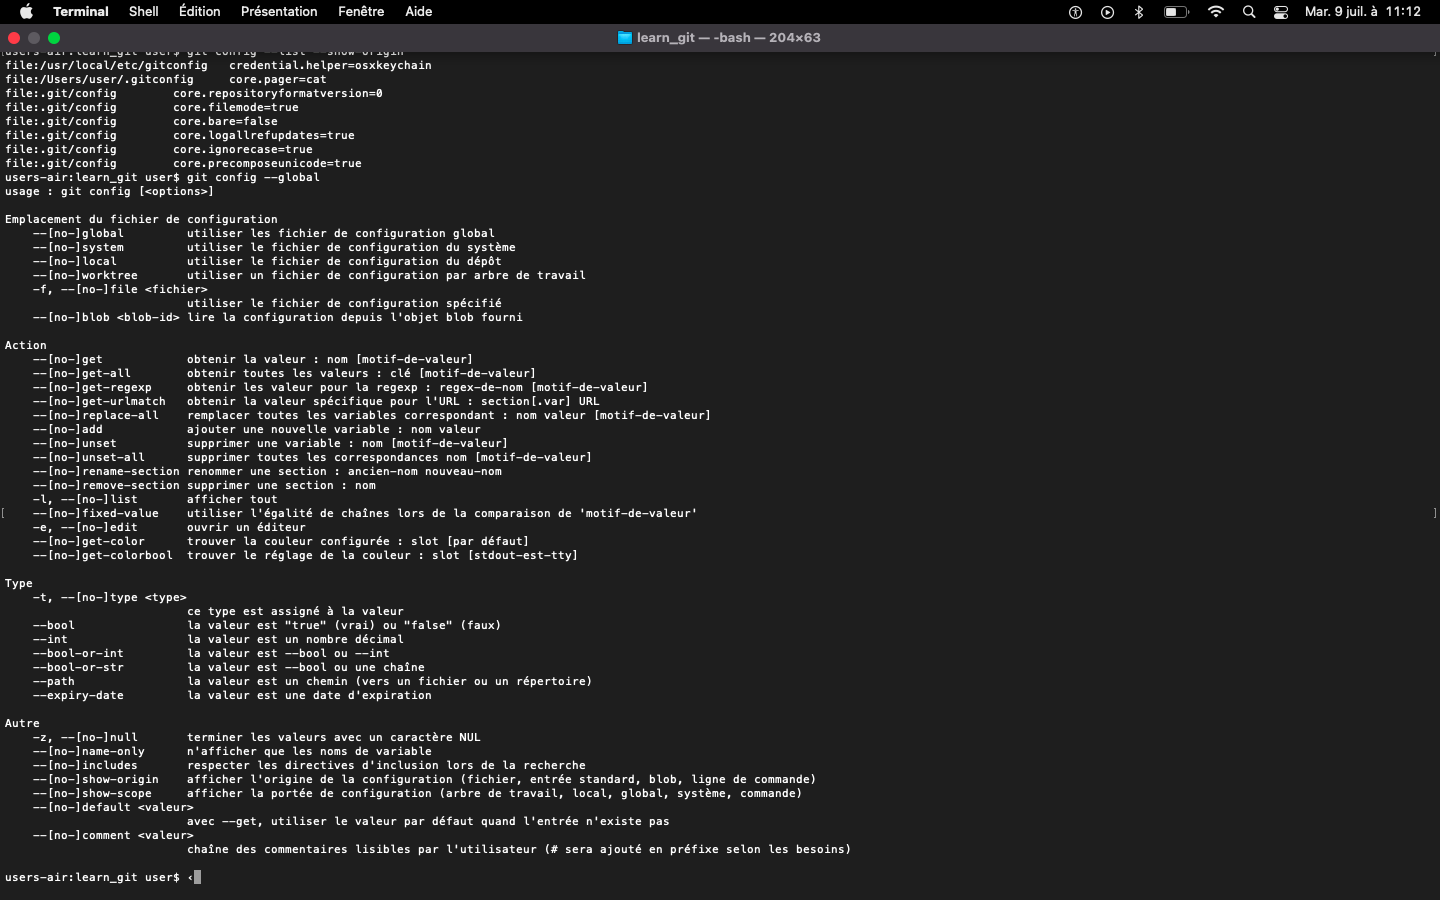 Terminal Shell Édition Présentation Fenêtre Aide Mar. 9 juil. à 11:12
learn_git — -bash — 204×63
users-air:learn_git user$ git config --list --show-origin
file:/usr/local/etc/gitconfig credential.helper=osxkeychain
file:/Users/user/.gitconfig core.pager=cat
file:.git/config core.repositoryformatversion=0
file:.git/config core.filemode=true
file:.git/config core.bare=false
file:.git/config core.logallrefupdates=true
file:.git/config core.ignorecase=true
file:.git/config core.precomposeunicode=true
users-air:learn_git user$ git config --global
usage : git config [<options>]
Emplacement du fichier de configuration
--[no-]global utiliser les fichier de configuration global
--[no-]system utiliser le fichier de configuration du système
--[no-]local utiliser le fichier de configuration du dépôt
--[no-]worktree utiliser un fichier de configuration par arbre de travail
-f, --[no-]file <fichier>
utiliser le fichier de configuration spécifié
--[no-]blob <blob-id> lire la configuration depuis l'objet blob fourni
Action
--[no-]get obtenir la valeur : nom [motif-de-valeur]
--[no-]get-all obtenir toutes les valeurs : clé [motif-de-valeur]
--[no-]get-regexp obtenir les valeur pour la regexp : regex-de-nom [motif-de-valeur]
--[no-]get-urlmatch obtenir la valeur spécifique pour l'URL : section[.var] URL
--[no-]replace-all remplacer toutes les variables correspondant : nom valeur [motif-de-valeur]
--[no-]add ajouter une nouvelle variable : nom valeur
--[no-]unset supprimer une variable : nom [motif-de-valeur]
--[no-]unset-all supprimer toutes les correspondances nom [motif-de-valeur]
--[no-]rename-section renommer une section : ancien-nom nouveau-nom
--[no-]remove-section supprimer une section : nom
-l, --[no-]list afficher tout
[ --[no-]fixed-value utiliser l'égalité de chaînes lors de la comparaison de 'motif-de-valeur' ]
-e, --[no-]edit ouvrir un éditeur
--[no-]get-color trouver la couleur configurée : slot [par défaut]
--[no-]get-colorbool trouver le réglage de la couleur : slot [stdout-est-tty]
Type
-t, --[no-]type <type>
ce type est assigné à la valeur
--bool la valeur est "true" (vrai) ou "false" (faux)
--int la valeur est un nombre décimal
--bool-or-int la valeur est --bool ou --int
--bool-or-str la valeur est --bool ou une chaîne
--path la valeur est un chemin (vers un fichier ou un répertoire)
--expiry-date la valeur est une date d'expiration
Autre
-z, --[no-]null terminer les valeurs avec un caractère NUL
--[no-]name-only n'afficher que les noms de variable
--[no-]includes respecter les directives d'inclusion lors de la recherche
--[no-]show-origin afficher l'origine de la configuration (fichier, entrée standard, blob, ligne de commande)
--[no-]show-scope afficher la portée de configuration (arbre de travail, local, global, système, commande)
--[no-]default <valeur>
avec --get, utiliser le valeur par défaut quand l'entrée n'existe pas
--[no-]comment <valeur>
chaîne des commentaires lisibles par l'utilisateur (# sera ajouté en préfixe selon les besoins)
users-air:learn_git user$ ‹